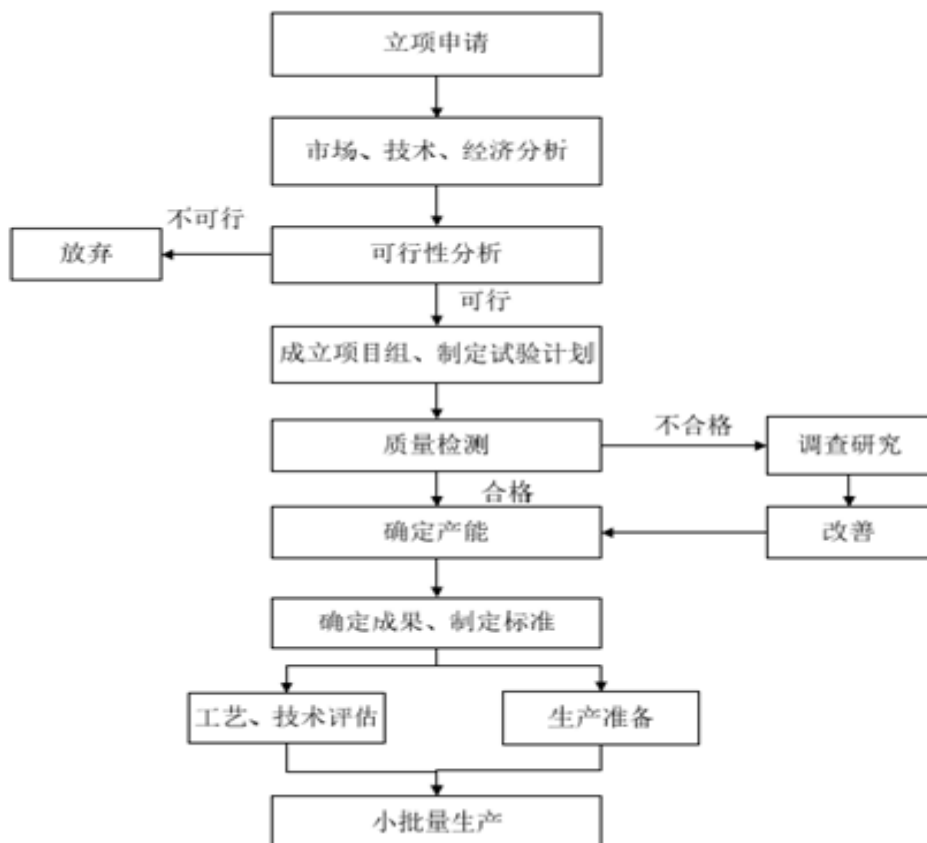 立项申请
市场、技术、经济分析
不可行
放弃
可行性分析
可行
成立项目组、制定试验计划
质量检测
不合格
调查研究
合格
确定产能
改善
确定成果、制定标准
工艺、技术评估
生产准备
小批量生产